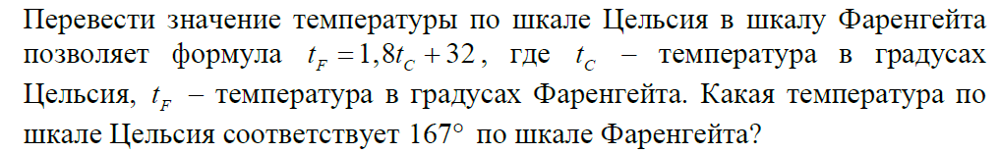 Перевести значение температуры по шкале Цельсия в шкалу Фаренгейта
позволяет формула t_F = 1,8t_C + 32, где t_C – температура в градусах
Цельсия, t_F – температура в градусах Фаренгейта. Какая температура по
шкале Цельсия соответствует 167° по шкале Фаренгейта?